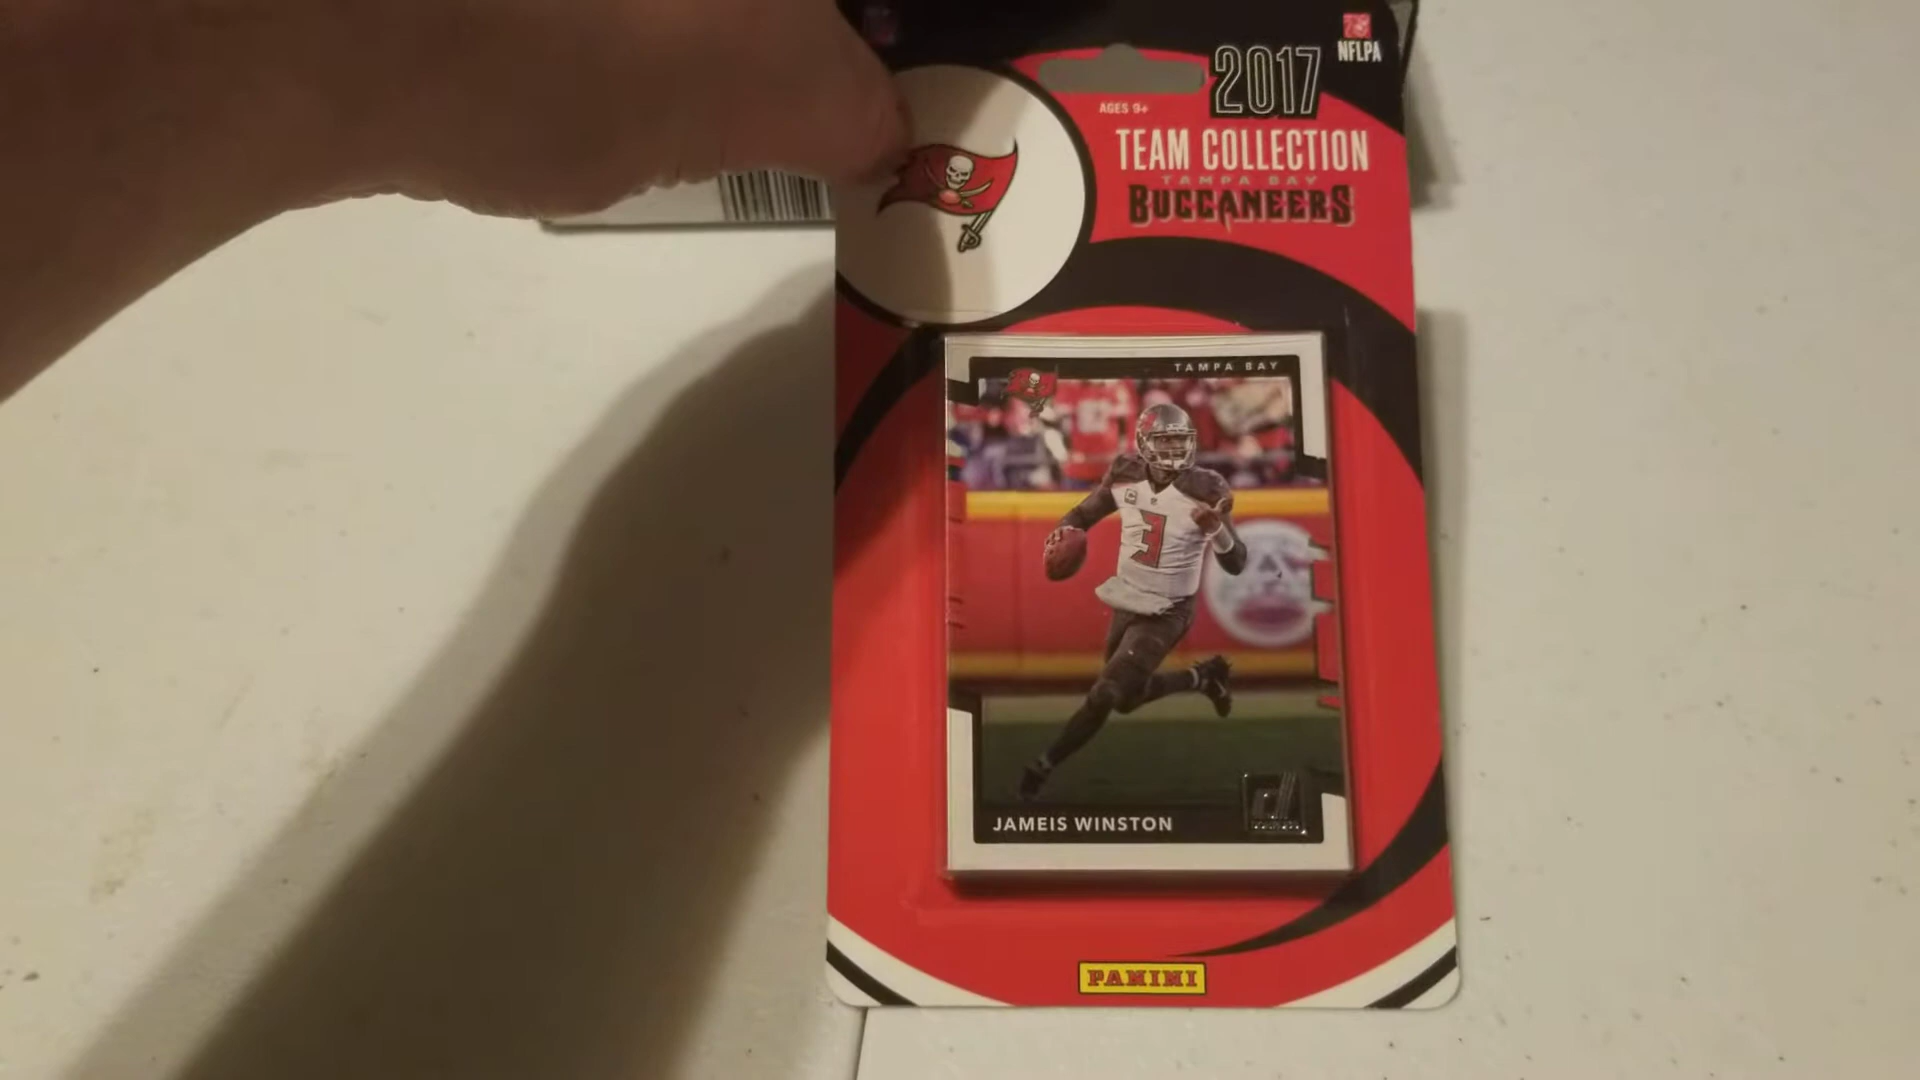 NFLPA
2017
AGES 9+
TEAM COLLECTION
TAMPA BAY
BUCCANEERS
TAMPA BAY
3
JAMEIS WINSTON
PANINI